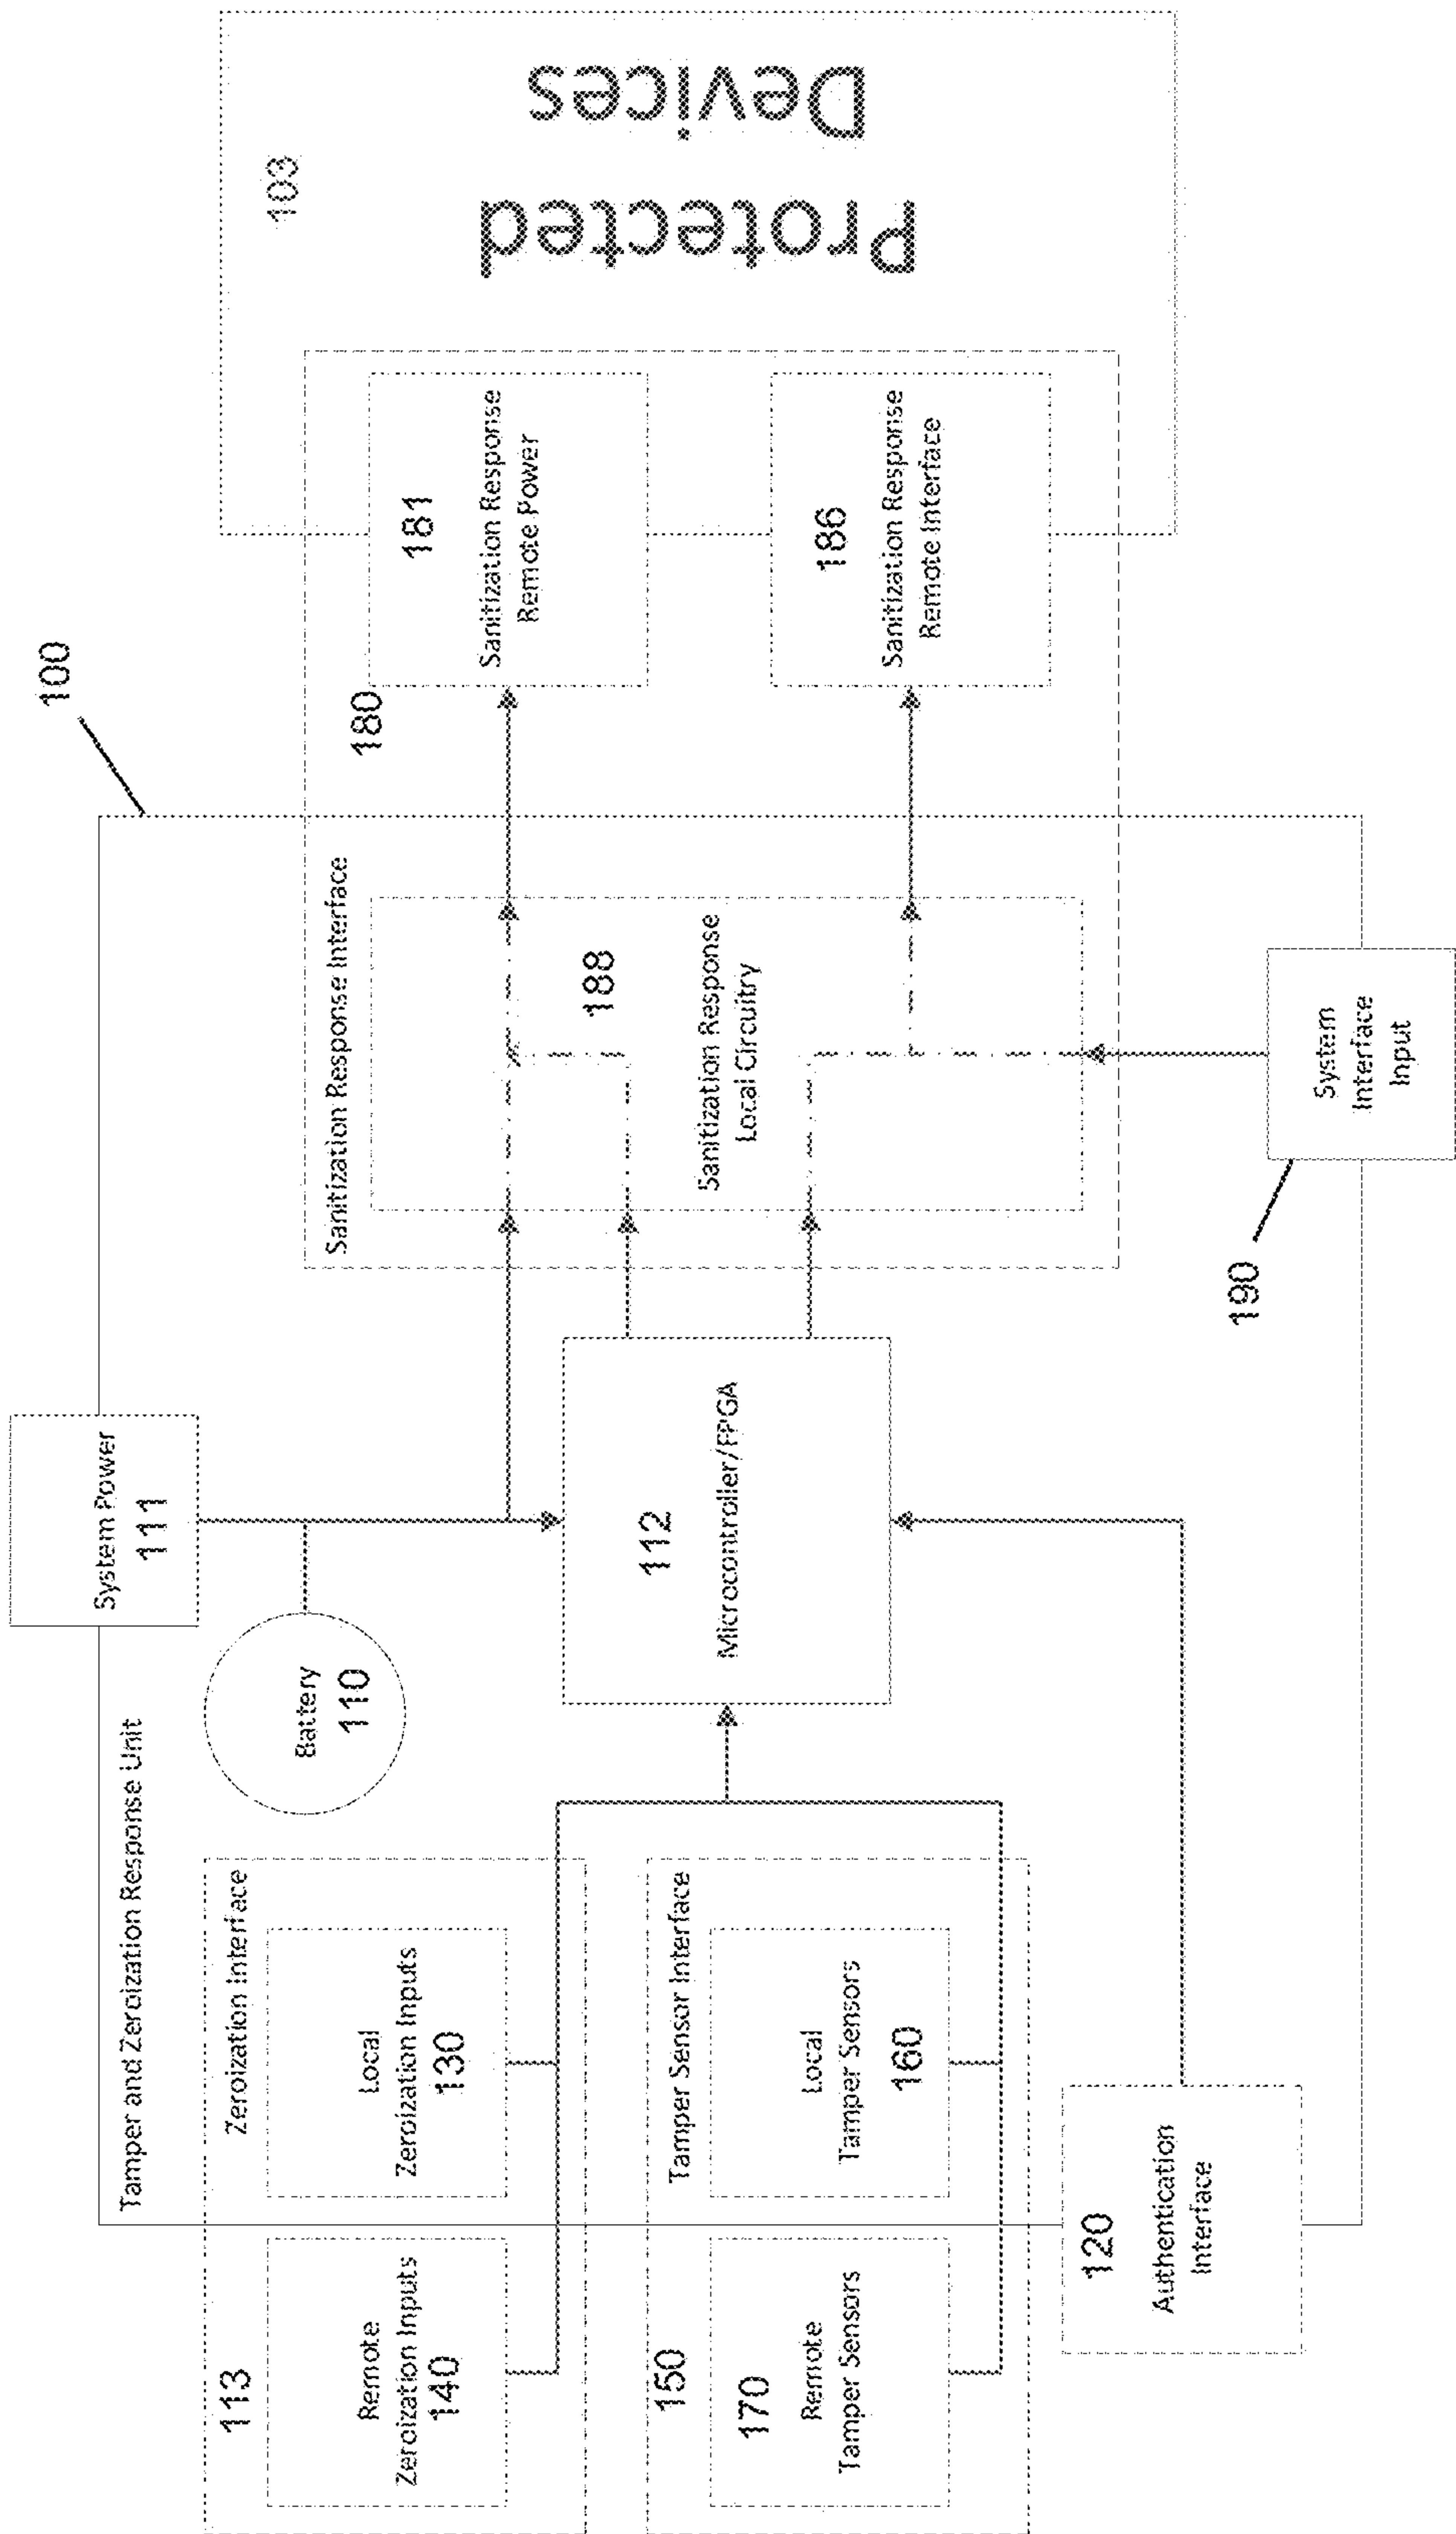 100
System Power
111
Tamper and Zeroization Response Unit
Battery
110
113
Zeroization Interface
Remote
Zeroization Inputs
140
Local
Zeroization Inputs
130
150
Tamper Sensor Interface
170
Remote
Tamper Sensors
Local
Tamper Sensors
160
120
Authentication
Interface
112
Microcontroller/FPGA
Sanitization Response Interface
180
188
Sanitization Response
Local Circuitry
181
Sanitization Response
Remote Power
186
Sanitization Response
Remote Interface
190
System
Interface
Input
103
Protected
Devices